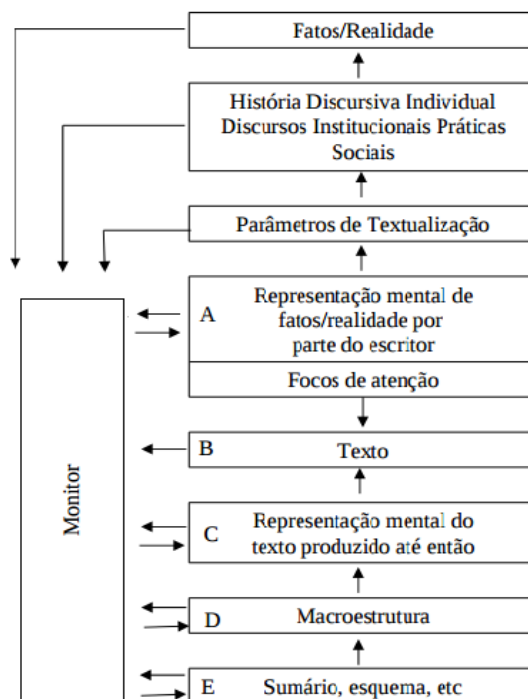 Fatos/Realidade
História Discursiva Individual
Discursos Institucionais Práticas
Sociais
Parâmetros de Textualização
A
Representação mental de
fatos/realidade por
parte do escritor
Focos de atenção
B
Texto
C
Representação mental do
texto produzido até então
D
Macroestrutura
E
Sumário, esquema, etc
Monitor